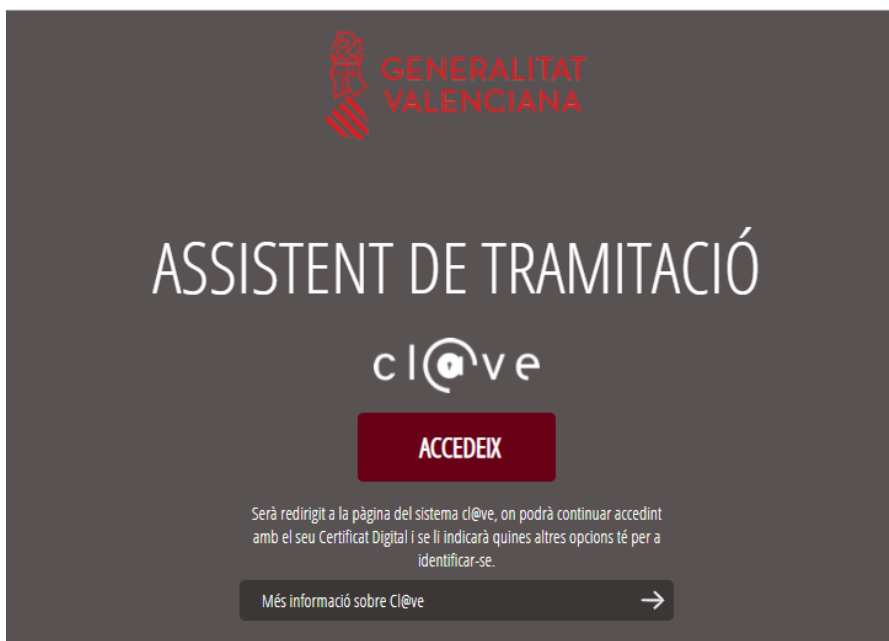 GENERALITAT
VALENCIANA
ASSISTENT DE TRAMITACIÓ
cl@ve
ACCEDEIX
Serà redirigit a la pàgina del sistema cl@ve, on podrà continuar accedint
amb el seu Certificat Digital i se li indicarà quines altres opcions té per a
identificar-se.
Més informació sobre Cl@ve